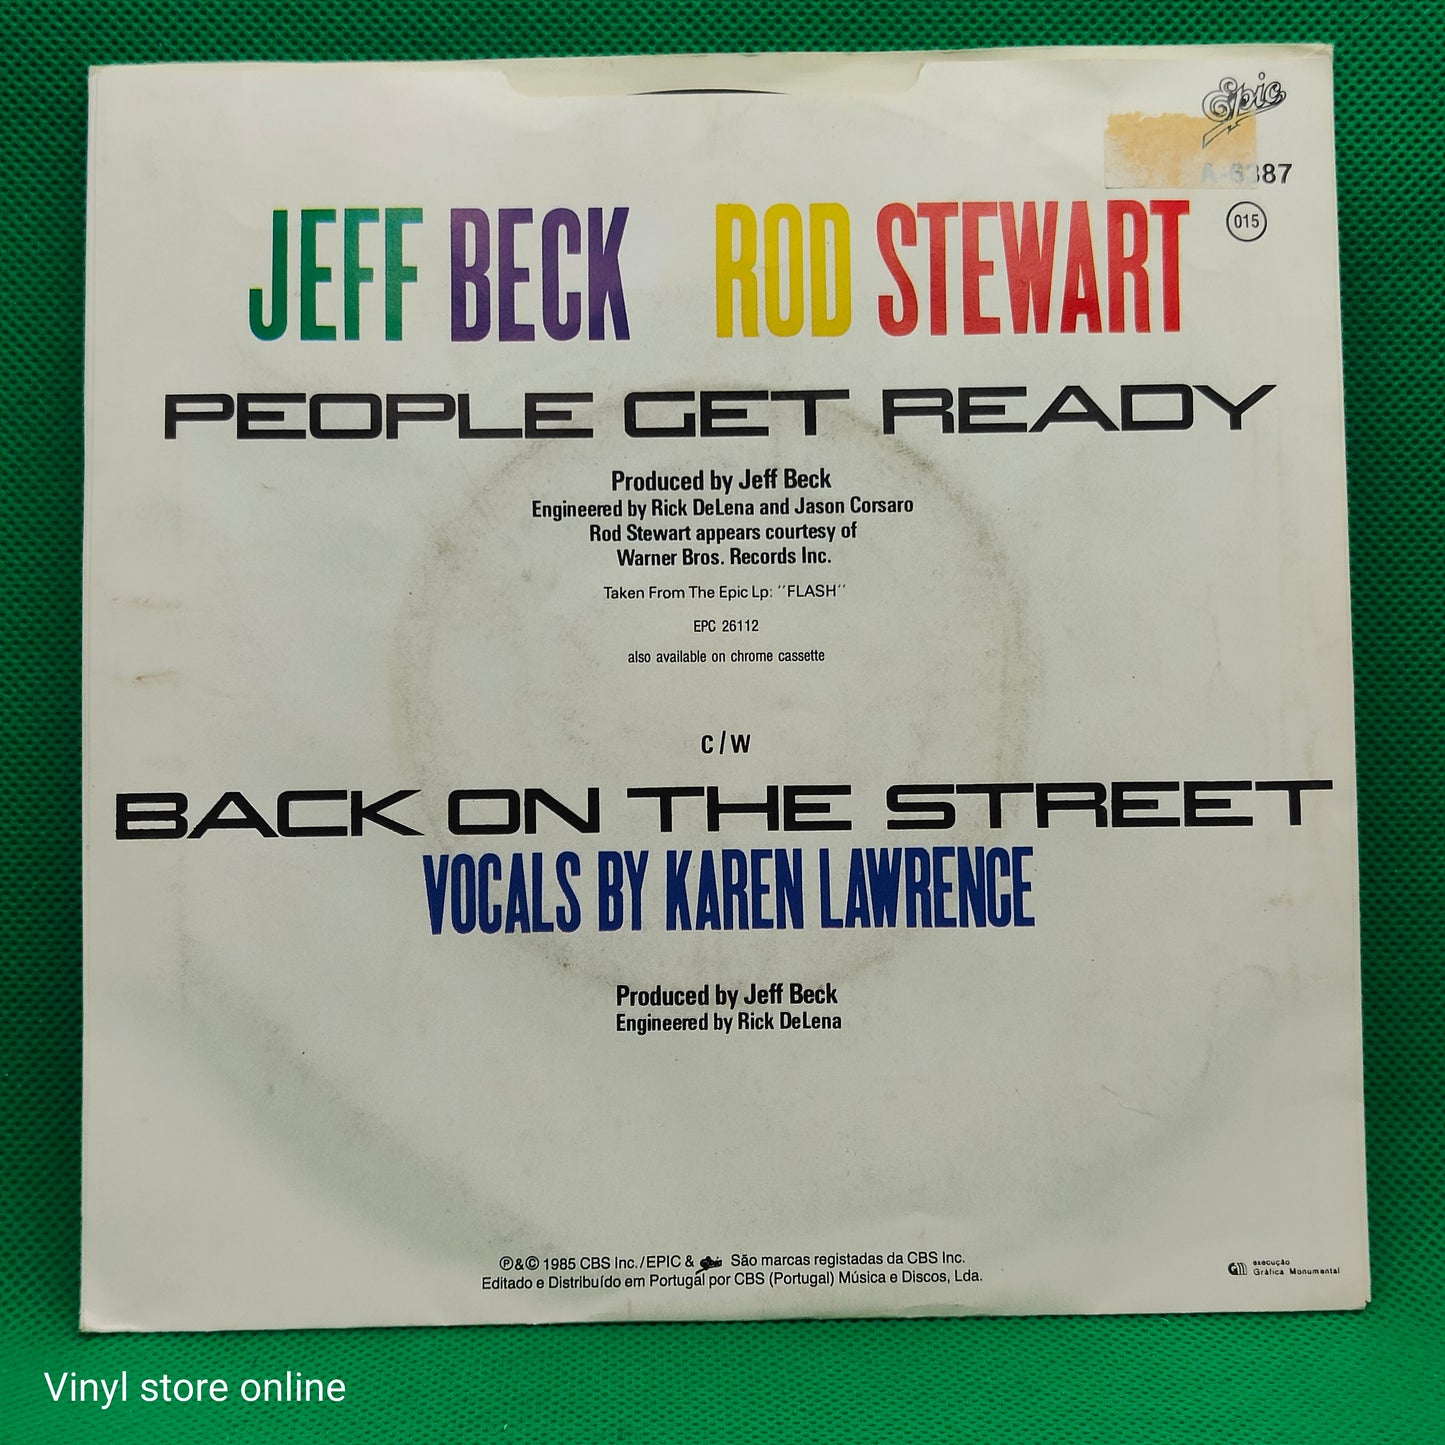 Epic
A-6387
015
JEFF BECK ROD STEWART
PEOPLE GET READY
Produced by Jeff Beck
Engineered by Rick DeLena and Jason Corsaro
Rod Stewart appears courtesy of
Warner Bros. Records Inc.
Taken From The Epic Lp: ''FLASH''
EPC 26112
also available on chrome cassette
c/w
BACK ON THE STREET
VOCALS BY KAREN LAWRENCE
Produced by Jeff Beck
Engineered by Rick DeLena
℗&© 1985 CBS Inc./EPIC & Epic São marcas registadas da CBS Inc.
Editado e Distribuído em Portugal por CBS (Portugal) Música e Discos, Lda.
execução
Gráfica Monumental
Vinyl store online